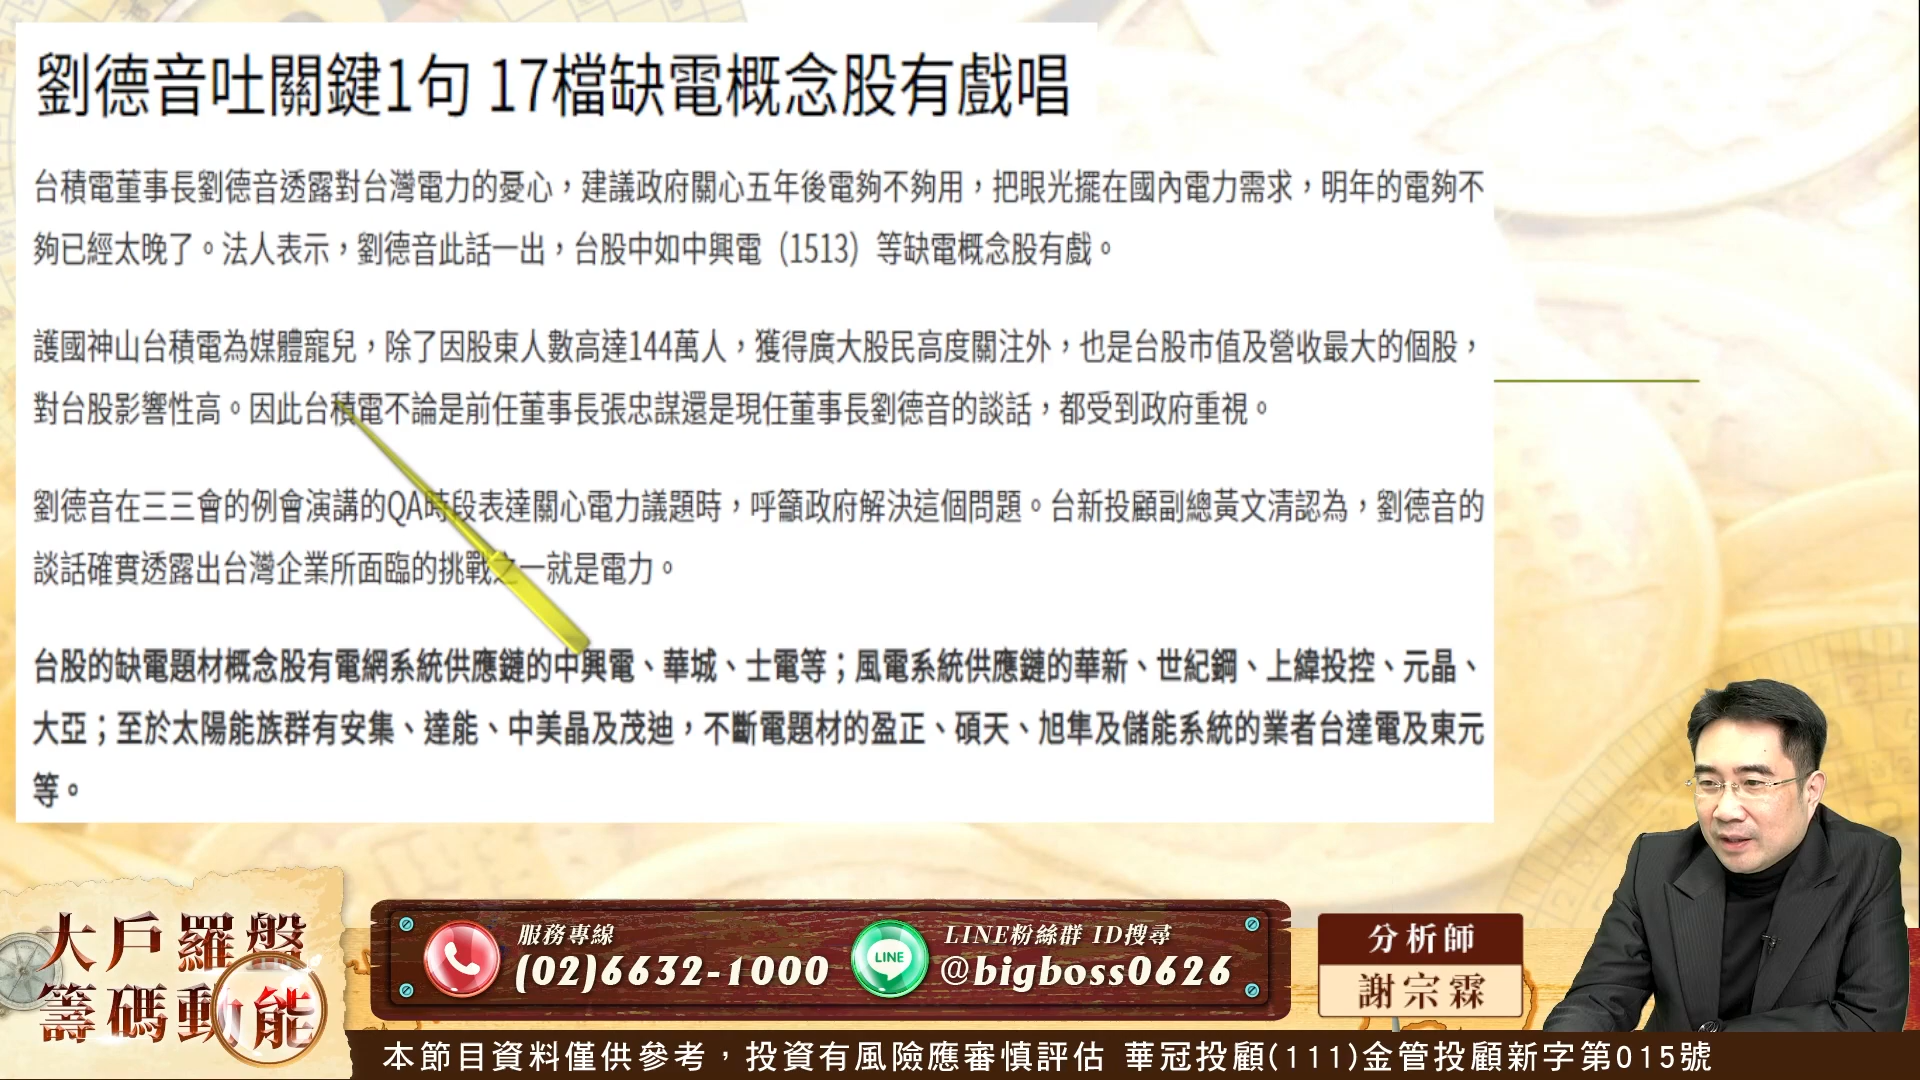 劉德音吐關鍵1句 17檔缺電概念股有戲唱
台積電董事長劉德音透露對台灣電力的憂心，建議政府關心五年後電夠不夠用，把眼光擺在國內電力需求，明年的電夠不
夠已經太晚了。法人表示，劉德音此話一出，台股中如中興電（1513）等缺電概念股有戲。
護國神山台積電為媒體寵兒，除了因股東人數高達144萬人，獲得廣大股民高度關注外，也是台股市值及營收最大的個股，
對台股影響性高。因此台積電不論是前任董事長張忠謀還是現任董事長劉德音的談話，都受到政府重視。
劉德音在三三會的例會演講的QA時段表達關心電力議題時，呼籲政府解決這個問題。台新投顧副總黃文清認為，劉德音的
談話確實透露出台灣企業所面臨的挑戰之一就是電力。
台股的缺電題材概念股有電網系統供應鏈的中興電、華城、士電等；風電系統供應鏈的華新、世紀鋼、上緯投控、元晶、
大亞；至於太陽能族群有安集、達能、中美晶及茂迪，不斷電題材的盈正、碩天、旭隼及儲能系統的業者台達電及東元
等。
大戶羅盤
籌碼動能
服務專線
(02)6632-1000
LINE
LINE粉絲群 ID搜尋
@bigboss0626
分析師
謝宗霖
本節目資料僅供參考，投資有風險應審慎評估 華冠投顧(111)金管投顧新字第015號